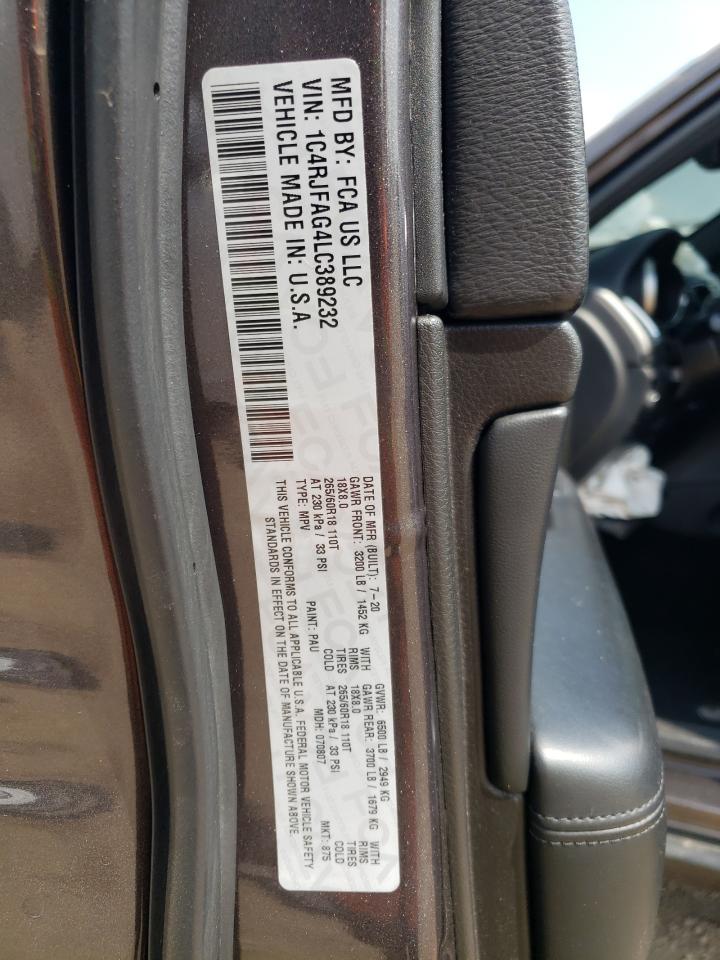 MFD BY: FCA US LLC
VIN: 1C4RJFAG4LC389232
VEHICLE MADE IN: U.S.A.
DATE OF MFR (BUILT): 7-20 GVWR: 6500 LB / 2949 KG
GAWR FRONT: 3200 LB / 1452 KG WITH GAWR REAR: 3700 LB / 1679 KG WITH
18X8.0 RIMS 18X8.0 RIMS
265/60R18 110T TIRES 265/60R18 110T TIRES
AT 230 kPa / 33 PSI COLD AT 230 kPa / 33 PSI COLD
TYPE: MPV PAINT: PAU MDH: 070807 MKT: 875
THIS VEHICLE CONFORMS TO ALL APPLICABLE U.S.A. FEDERAL MOTOR VEHICLE SAFETY
STANDARDS IN EFFECT ON THE DATE OF MANUFACTURE SHOWN ABOVE.